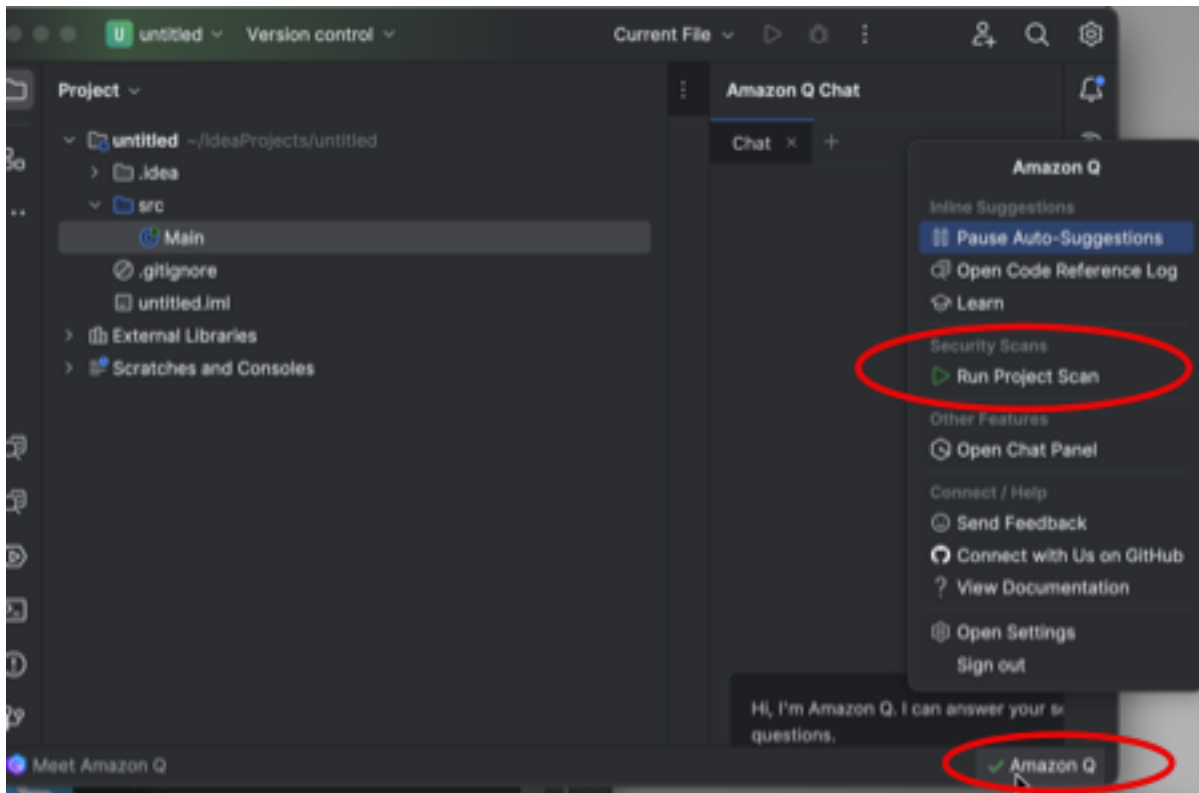 U untitled Version control Current File
Project
Amazon Q Chat
untitled ~/IdeaProjects/untitled
Chat × +
.idea
src
Main
.gitignore
untitled.iml
External Libraries
Scratches and Consoles
Amazon Q
Inline Suggestions
Pause Auto-Suggestions
Open Code Reference Log
Learn
Security Scans
Run Project Scan
Other Features
Open Chat Panel
Connect / Help
Send Feedback
Connect with Us on GitHub
? View Documentation
Open Settings
Sign out
Hi, I'm Amazon Q. I can answer your
questions.
Meet Amazon Q
Amazon Q